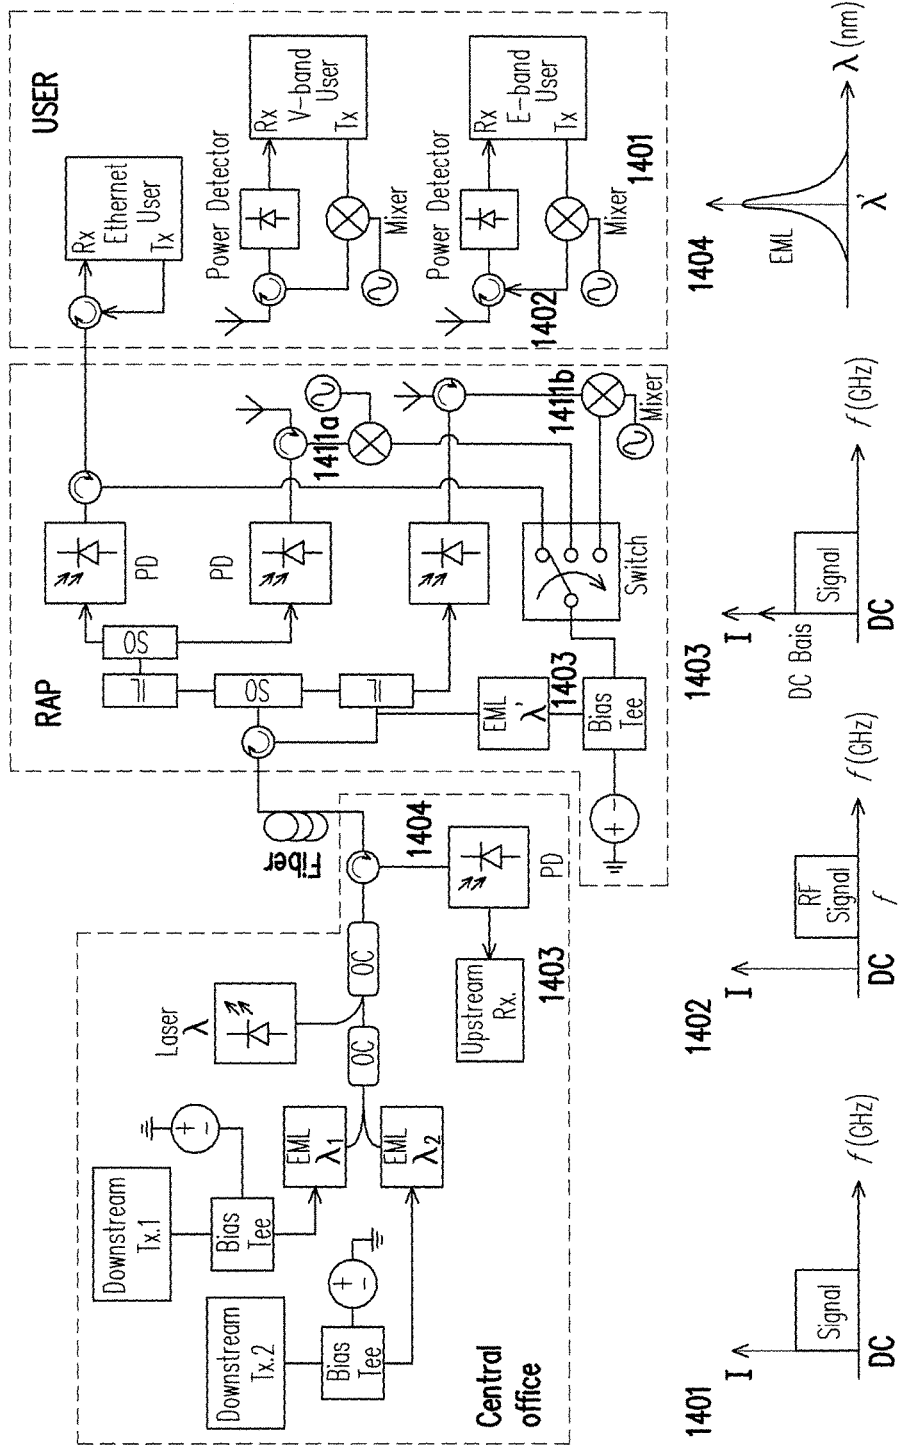 Central
office
Downstream
Tx.1
Downstream
Tx.2
Bias
Tee
Bias
Tee
EML
λ1
EML
λ2
Laser
λ
OC
OC
Upstream
Rx.
1403
PD
1404
Fiber
RAP
IL
OS
OS
IL
PD
PD
EML
λ'
1403
Bias
Tee
Switch
1411a
1411b
Mixer
USER
Rx
Ethernet
User
Tx
Power Detector
Rx
V-band
User
Tx
Mixer
Power Detector
Rx
E-band
User
Tx
1402
Mixer
1401
1401
I
Signal
DC
f (GHz)
1402
I
RF
Signal
DC
f
f (GHz)
1403
I
DC Bais
Signal
DC
f (GHz)
1404
EML
λ'
λ (nm)